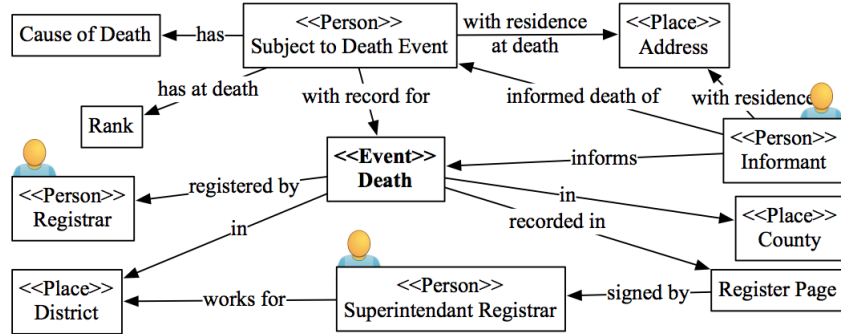 <<Person>>
Subject to Death Event
Cause of Death
has
with residence
at death
<<Place>>
Address
has at death
with record for
informed death of
with residence
Rank
<<Event>>
Death
informs
<<Person>>
Informant
<<Person>>
Registrar
registered by
in
recorded in
<<Place>>
County
in
<<Place>>
District
works for
<<Person>>
Superintendant Registrar
signed by
Register Page